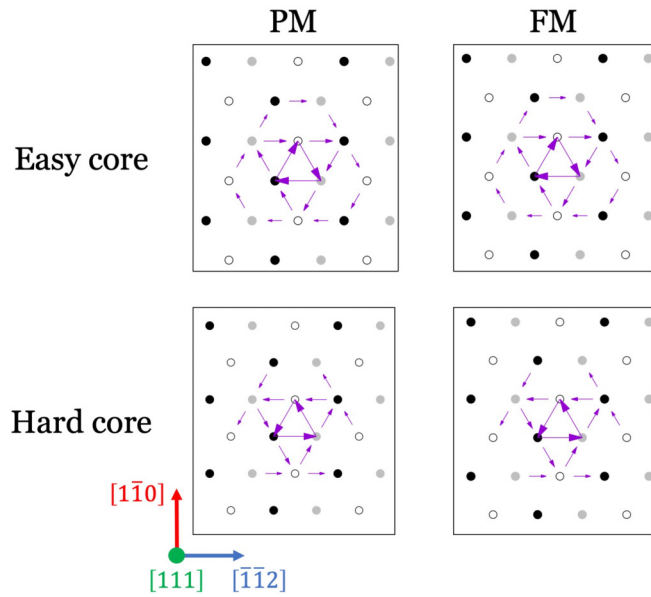 PM FM
Easy core
Hard core
[11̄0]
[111] [1̄1̄2]